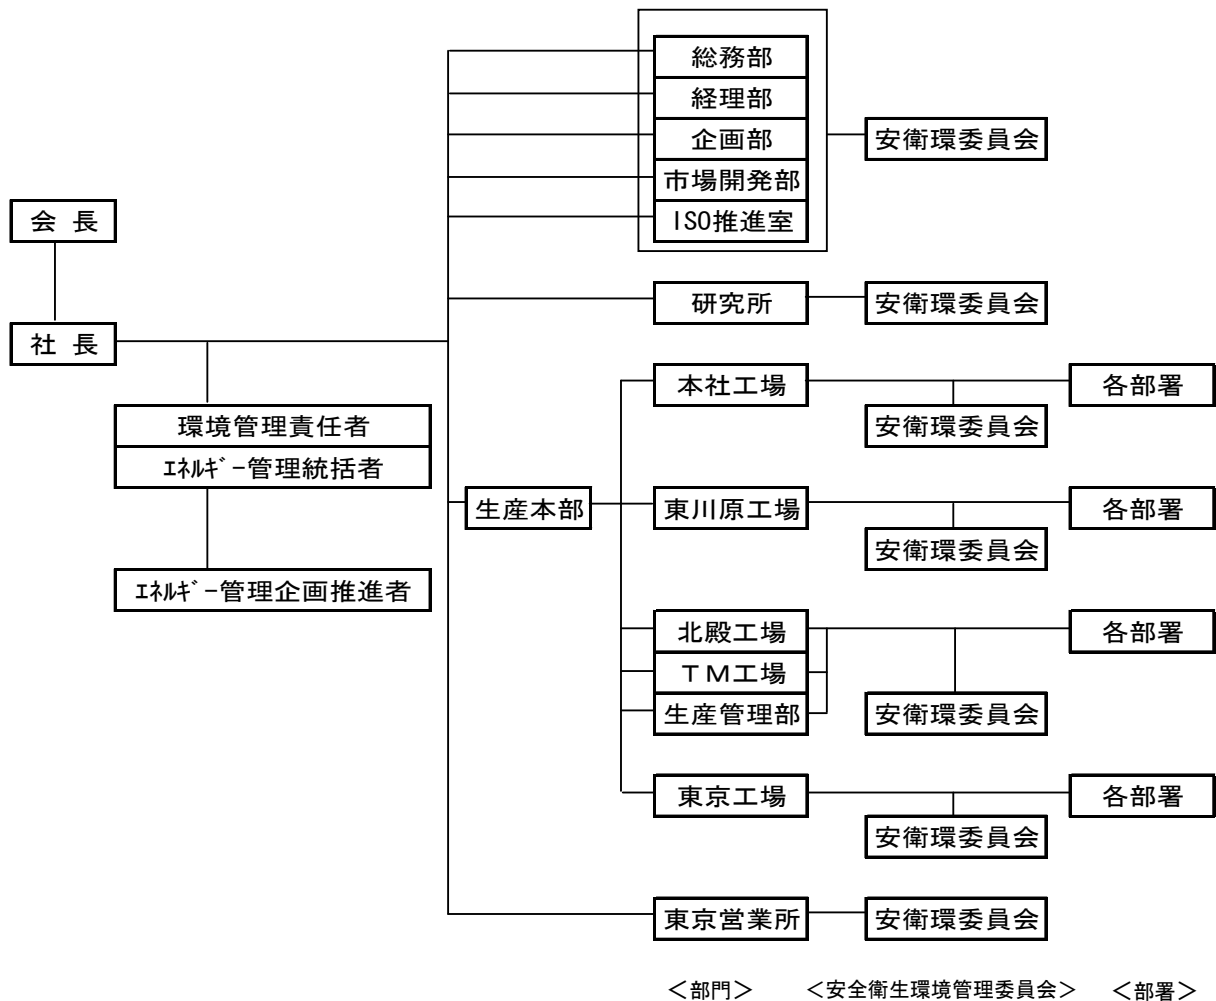 総務部
経理部
企画部
市場開発部
ISO推進室
安衛環委員会
会 長
社 長
研究所
安衛環委員会
環境管理責任者
ｴﾈﾙｷﾞｰ管理統括者
ｴﾈﾙｷﾞｰ管理企画推進者
生産本部
本社工場
安衛環委員会
各部署
東川原工場
安衛環委員会
各部署
北殿工場
ＴＭ工場
生産管理部
安衛環委員会
各部署
東京工場
安衛環委員会
各部署
東京営業所
安衛環委員会
＜部門＞ ＜安全衛生環境管理委員会＞ ＜部署＞